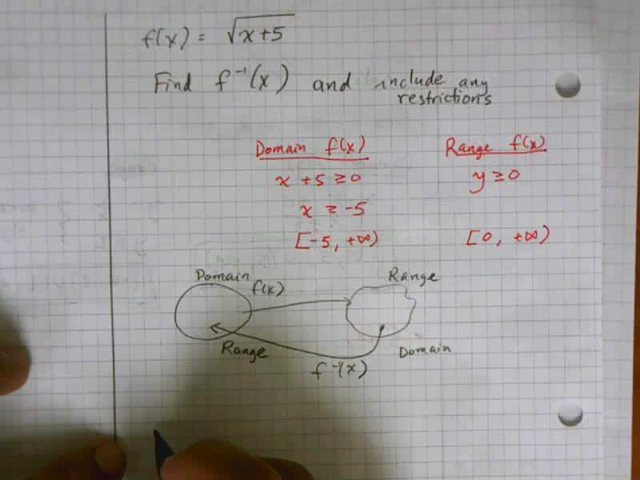 f(x) = √x+5
Find f⁻¹(x) and include any
restrictions
Domain f(x) Range f(x)
x + 5 ≥ 0 y ≥ 0
x ≥ -5
[-5, +∞) [0, +∞)
Domain Range
f(x)
Range Domain
f⁻¹(x)